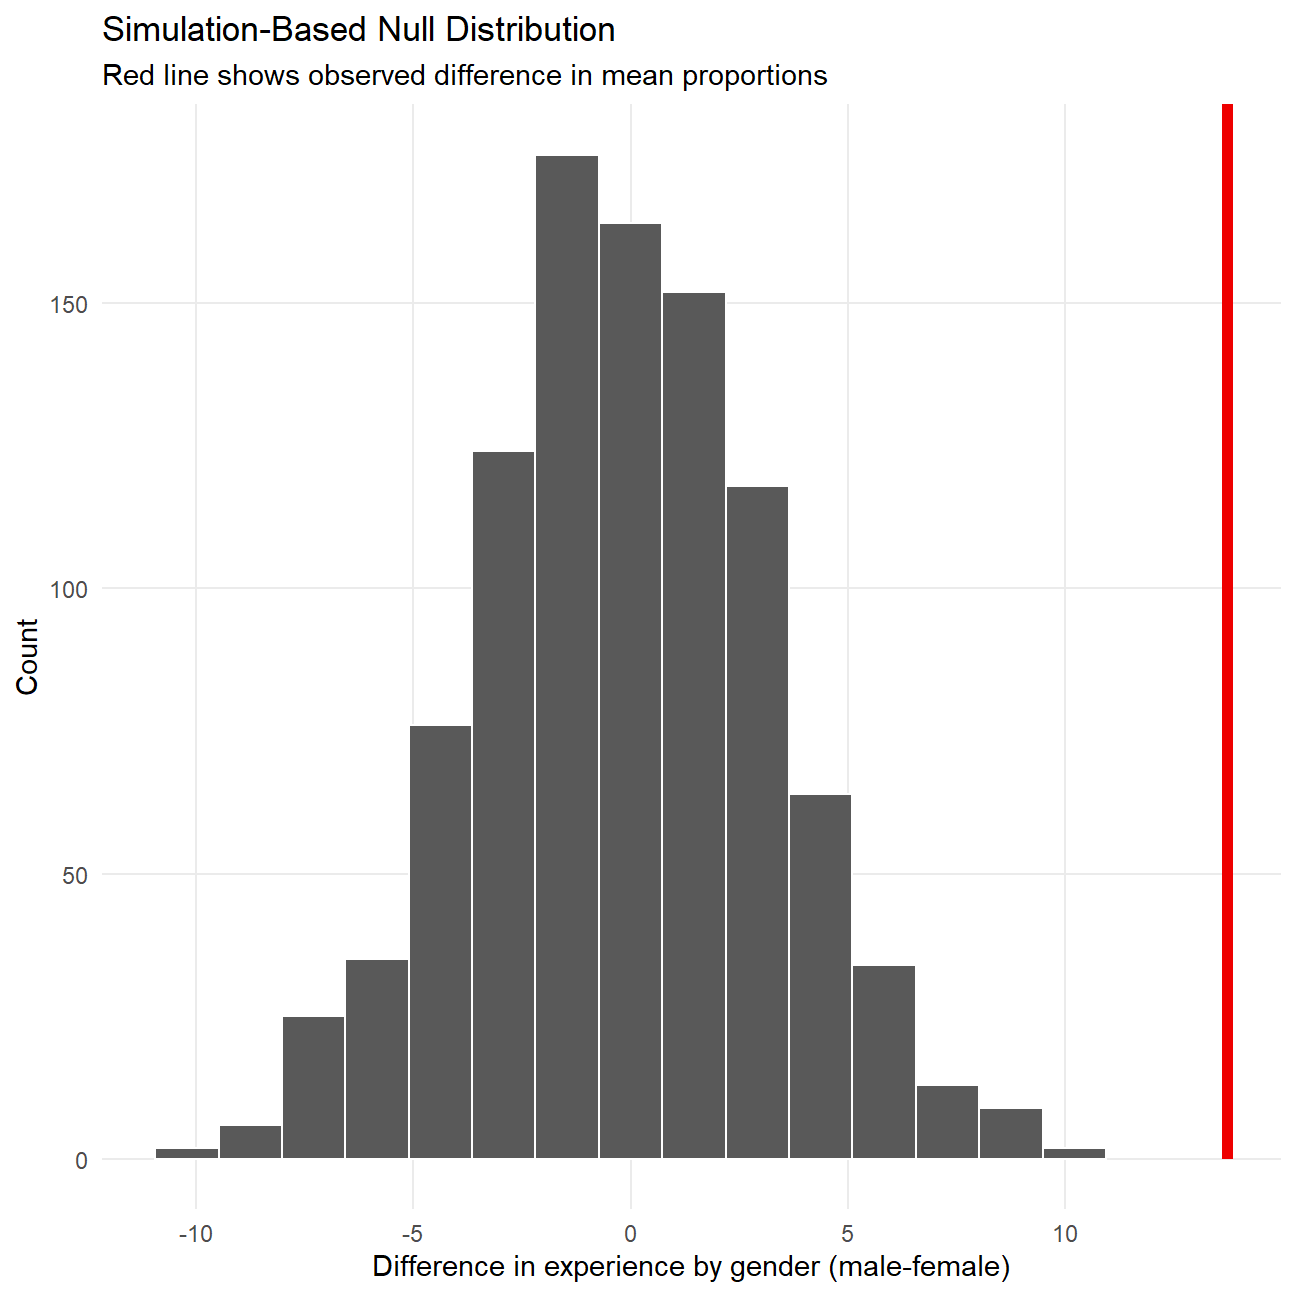 Simulation-Based Null Distribution
Red line shows observed difference in mean proportions
150
100
50
0
Count
-10 -5 0 5 10
Difference in experience by gender (male-female)